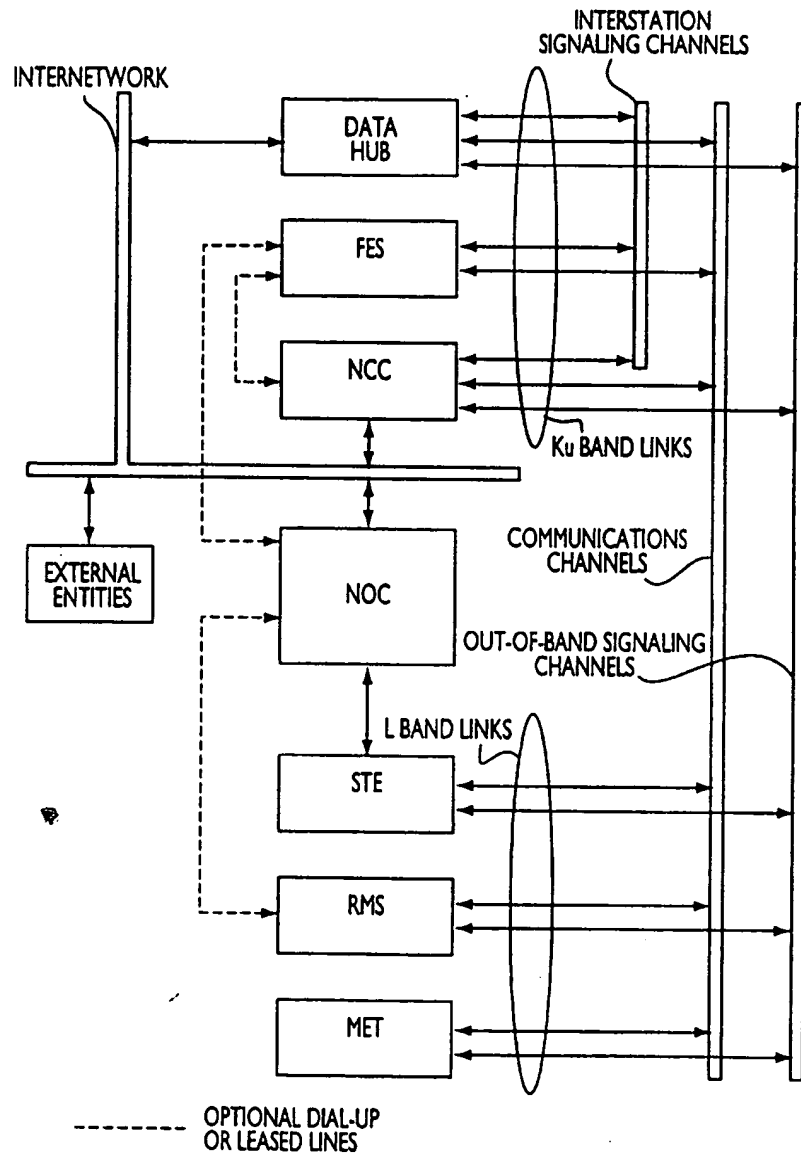 INTERSTATION
SIGNALING CHANNELS
INTERNETWORK
DATA
HUB
FES
NCC
Ku BAND LINKS
COMMUNICATIONS
CHANNELS
EXTERNAL
ENTITIES
NOC
OUT-OF-BAND SIGNALING
CHANNELS
L BAND LINKS
STE
RMS
MET
OPTIONAL DIAL-UP
OR LEASED LINES